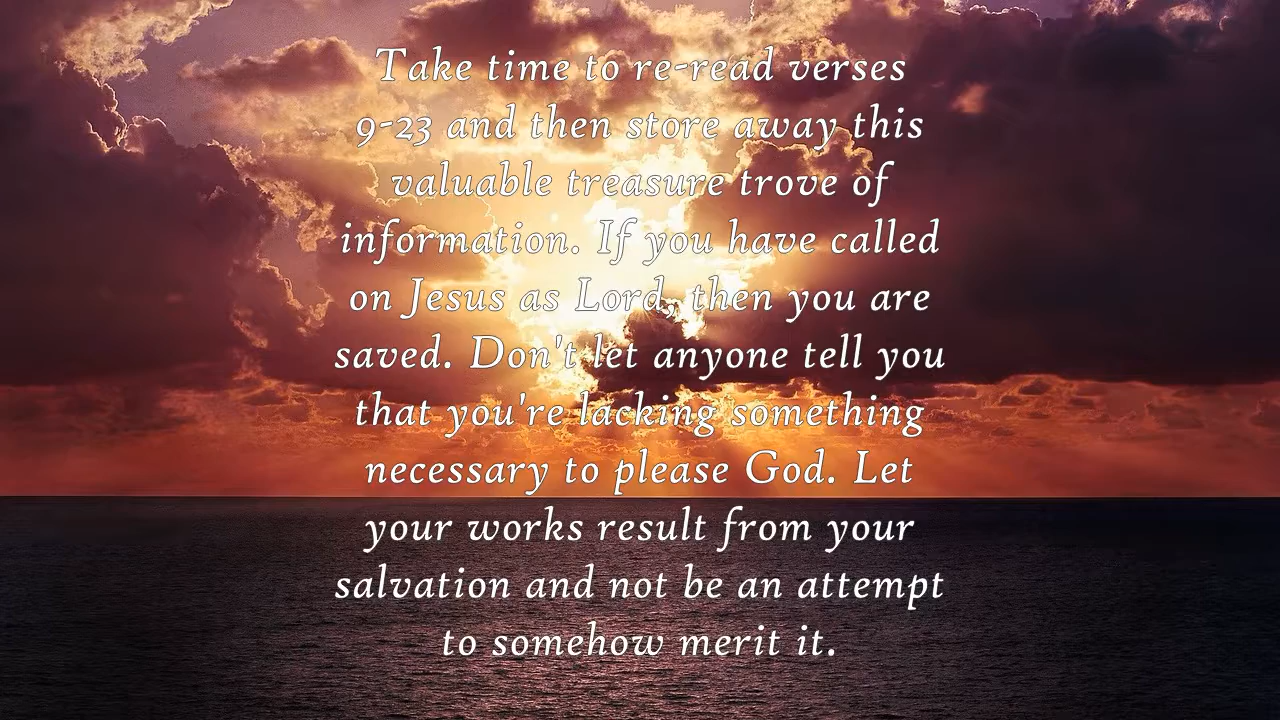 Take time to re-read verses
9-23 and then store away this
valuable treasure trove of
information. If you have called
on Jesus as Lord, then you are
saved. Don't let anyone tell you
that you're lacking something
necessary to please God. Let
your works result from your
salvation and not be an attempt
to somehow merit it.